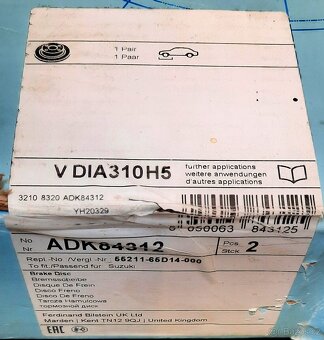 1 Pair
1 Paar
V DIA310H5
further applications
weitere anwendungen
d'autres applications
3210 8320 ADK84312
YH20329
5 050063 843125
No
Nr
ADK84312
Pcs.
Stck.
2
Repl-No /Vergl-Nr. 55211-65D14-000
To fit./Passend für Suzuki
Brake Disc
Bremsscheibe
Disque De Frein
Disco Freno
Disco De Freno
Tarcza Hamulcowa
тормозной диск
Ferdinand Bilstein UK Ltd
Marden | Kent TN12 9QJ | United Kingdom
EAC